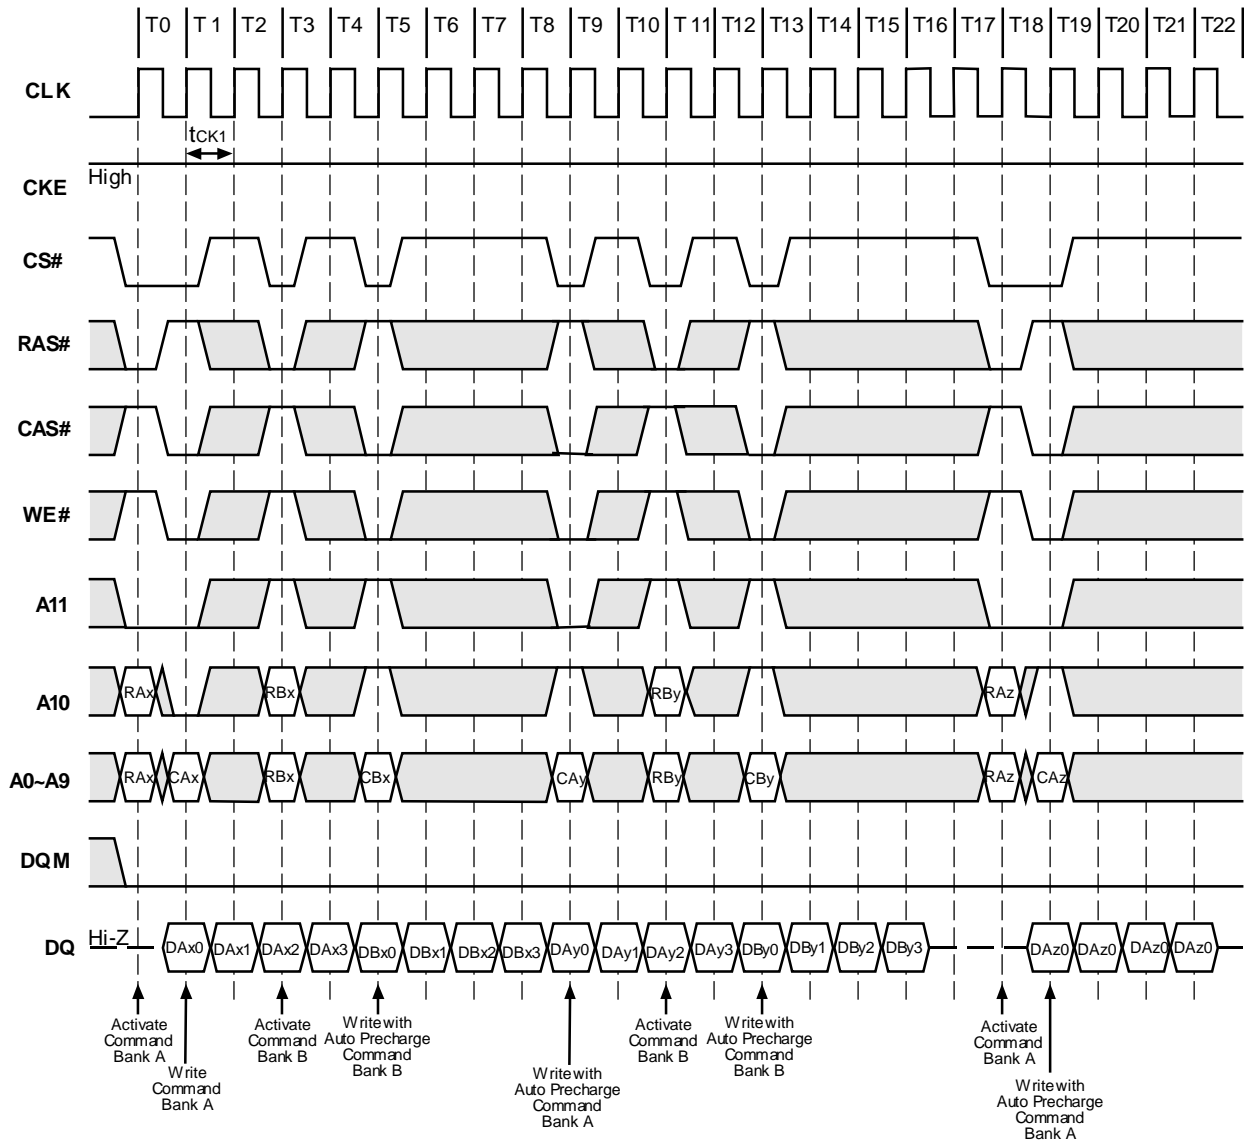 T0 T 1 T2 T3 T4 T5 T6 T7 T8 T9 T10 T 11 T12 T13 T14 T15 T16 T17 T18 T19 T20 T21 T22
CLK
tCK1
High
CKE
CS#
RAS#
CAS#
WE#
A11
A10
RAx RBx RBy RAz
A0~A9
RAx CAx RBx CBx CAy RBy CBy RAz CAz
DQM
Hi-Z
DQ
DAx0 DAx1 DAx2 DAx3 DBx0 DBx1 DBx2 DBx3 DAy0 DAy1 DAy2 DAy3 DBy0 DBy1 DBy2 DBy3 DAz0 DAz0 DAz0 DAz0
Activate
Command
Bank A
Write
Command
Bank A
Activate
Command
Bank B
Write with
Auto Precharge
Command
Bank B
Write with
Auto Precharge
Command
Bank A
Activate
Command
Bank B
Write with
Auto Precharge
Command
Bank B
Activate
Command
Bank A
Write with
Auto Precharge
Command
Bank A